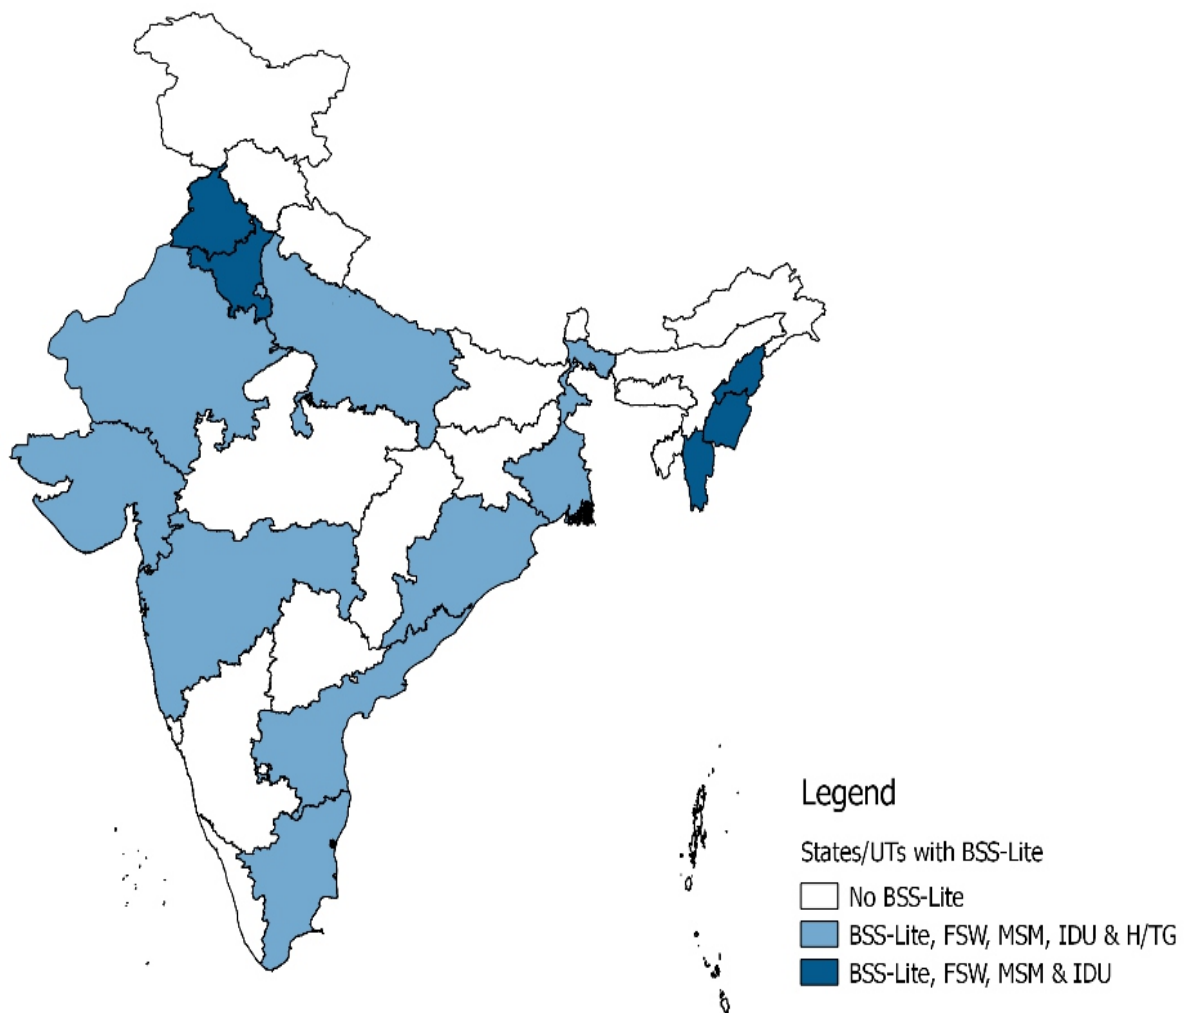 Legend
States/UTs with BSS-Lite
No BSS-Lite
BSS-Lite, FSW, MSM, IDU & H/TG
BSS-Lite, FSW, MSM & IDU